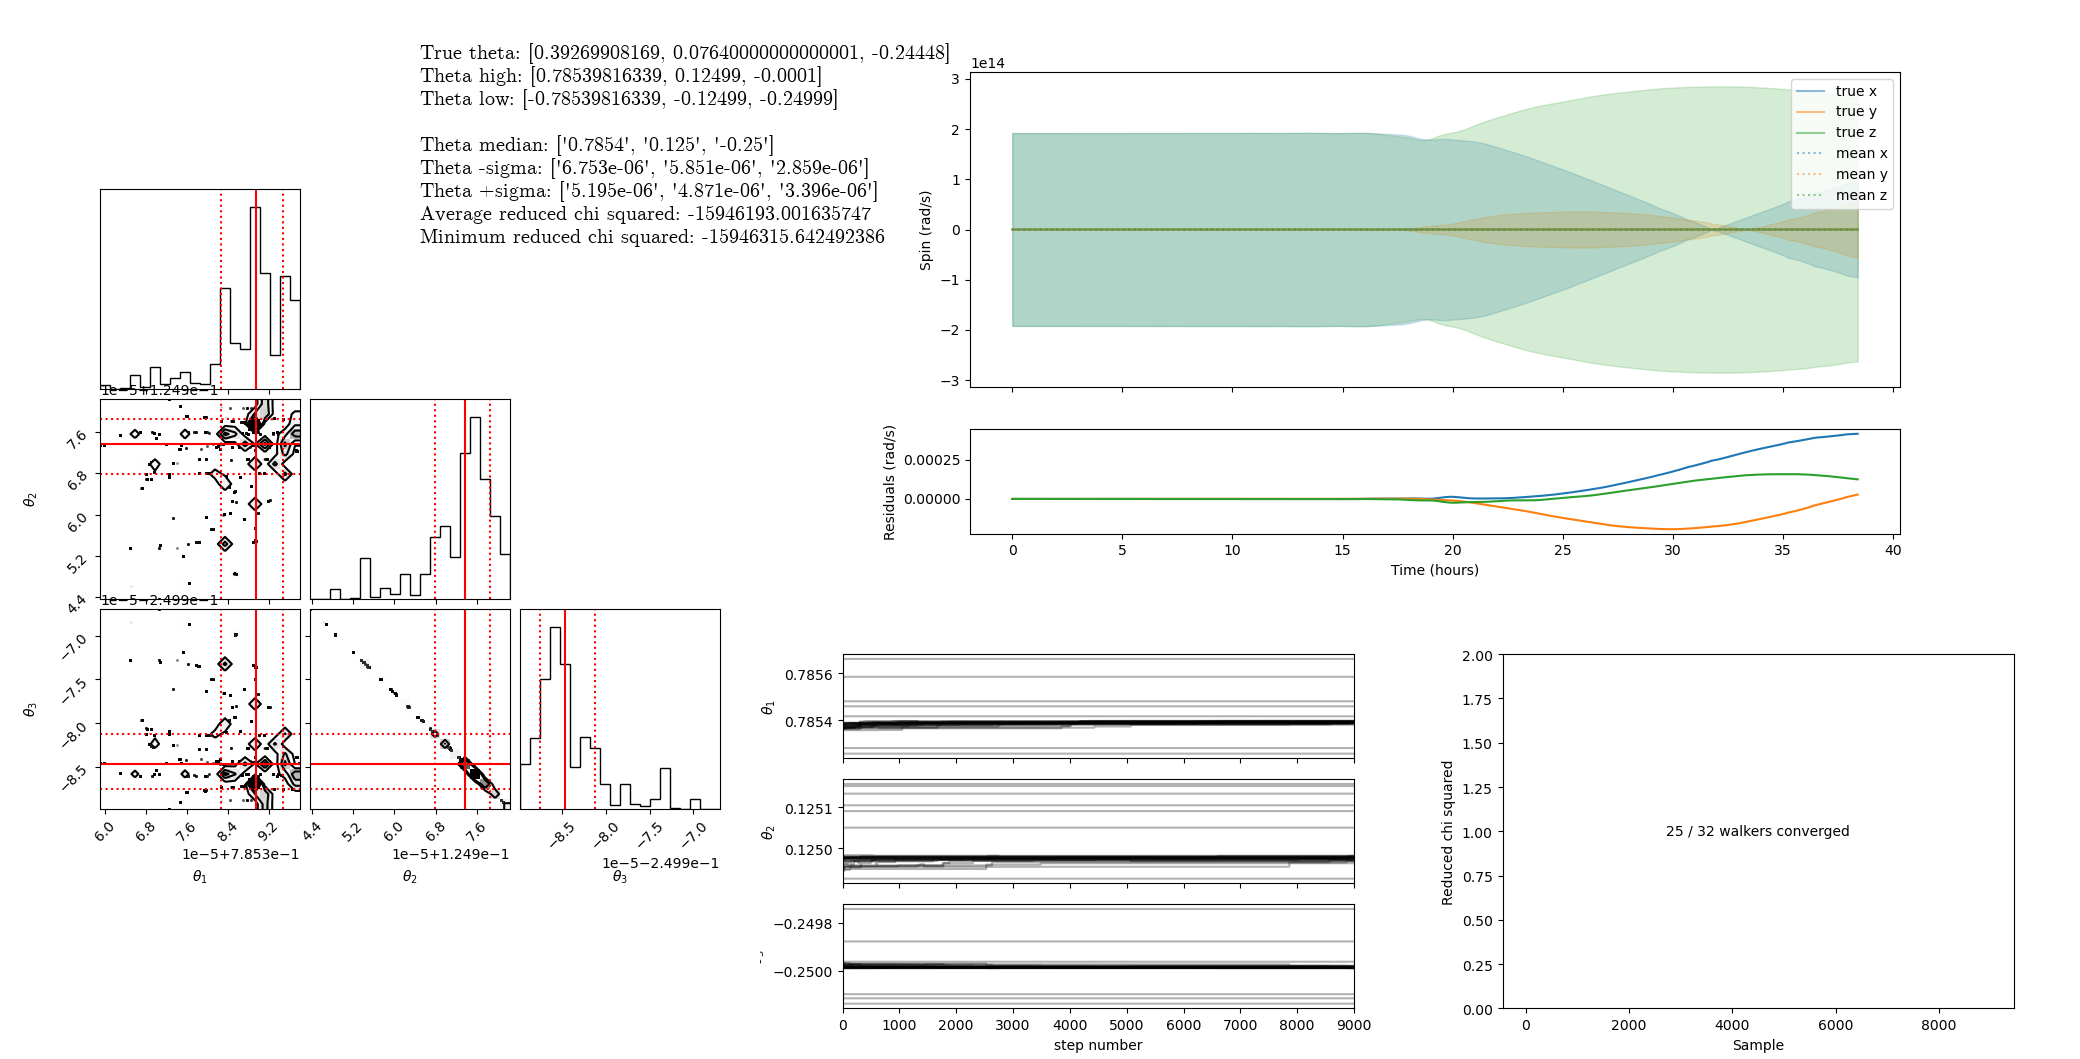 True theta: [0.39269908169, 0.07640000000000001, -0.24448]
Theta high: [0.78539816339, 0.12499, -0.0001]
Theta low: [-0.78539816339, -0.12499, -0.24999]
Theta median: ['0.7854', '0.125', '-0.25']
Theta -sigma: ['6.753e-06', '5.851e-06', '2.859e-06']
Theta +sigma: ['5.195e-06', '4.871e-06', '3.396e-06']
Average reduced chi squared: -15946193.001635747
Minimum reduced chi squared: -15946315.642492386
1e14
3
2
1
0
−1
−2
−3
Spin (rad/s)
true x
true y
true z
mean x
mean y
mean z
0.00025
0.00000
Residuals (rad/s)
0 5 10 15 20 25 30 35 40
Time (hours)
1e−5+1.249e−1
7.6
6.8
6.0
5.2
4.4
θ2
1e−5−2.499e−1
−7.0
−7.5
−8.0
−8.5
θ3
6.0 6.8 7.6 8.4 9.2
1e−5+7.853e−1
θ1
4.4 5.2 6.0 6.8 7.6
1e−5+1.249e−1
θ2
−8.5 −8.0 −7.5 −7.0
1e−5−2.499e−1
θ3
0.7856
0.7854
θ1
0.1251
0.1250
θ2
−0.2498
−0.2500
0 1000 2000 3000 4000 5000 6000 7000 8000 9000
step number
2.00
1.75
1.50
1.25
1.00
0.75
0.50
0.25
0.00
Reduced chi squared
25 / 32 walkers converged
0 2000 4000 6000 8000
Sample